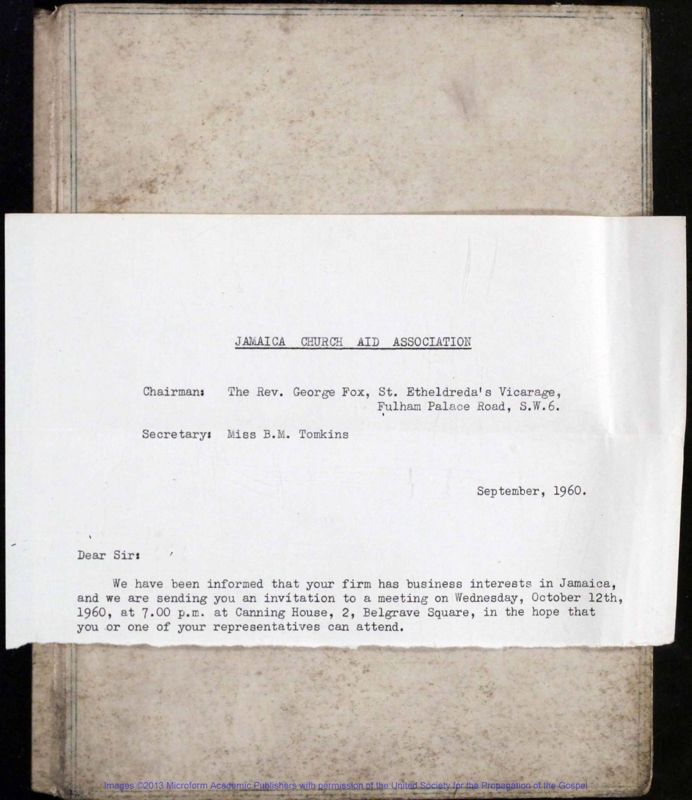 JAMAICA CHURCH AID ASSOCIATION
Chairman: The Rev. George Fox, St. Etheldreda's Vicarage,
Fulham Palace Road, S.W.6.
Secretary: Miss B.M. Tomkins
September, 1960.
Dear Sir:
We have been informed that your firm has business interests in Jamaica,
and we are sending you an invitation to a meeting on Wednesday, October 12th,
1960, at 7.00 p.m. at Canning House, 2, Belgrave Square, in the hope that
you or one of your representatives can attend.
Images ©2013 Microform Academic Publishers with permission of the United Society for the Propagation of the Gospel